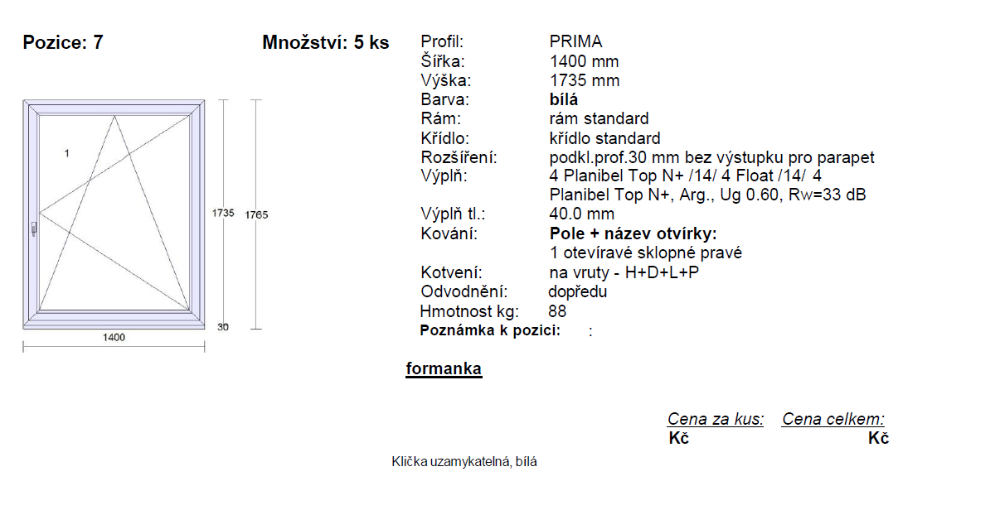 Pozice: 7
Množství: 5 ks
Profil: PRIMA
Šířka: 1400 mm
Výška: 1735 mm
Barva: bílá
Rám: rám standard
Křídlo: křídlo standard
Rozšíření: podkl.prof.30 mm bez výstupku pro parapet
Výplň: 4 Planibel Top N+ /14/ 4 Float /14/ 4
Planibel Top N+, Arg., Ug 0.60, Rw=33 dB
Výplň tl.: 40.0 mm
Kování: Pole + název otvírky:
1 otevíravé sklopné pravé
Kotvení: na vruty - H+D+L+P
Odvodnění: dopředu
Hmotnost kg: 88
Poznámka k pozici: :
1
1735
1765
30
1400
formanka
Cena za kus: Cena celkem:
Kč Kč
Klička uzamykatelná, bílá